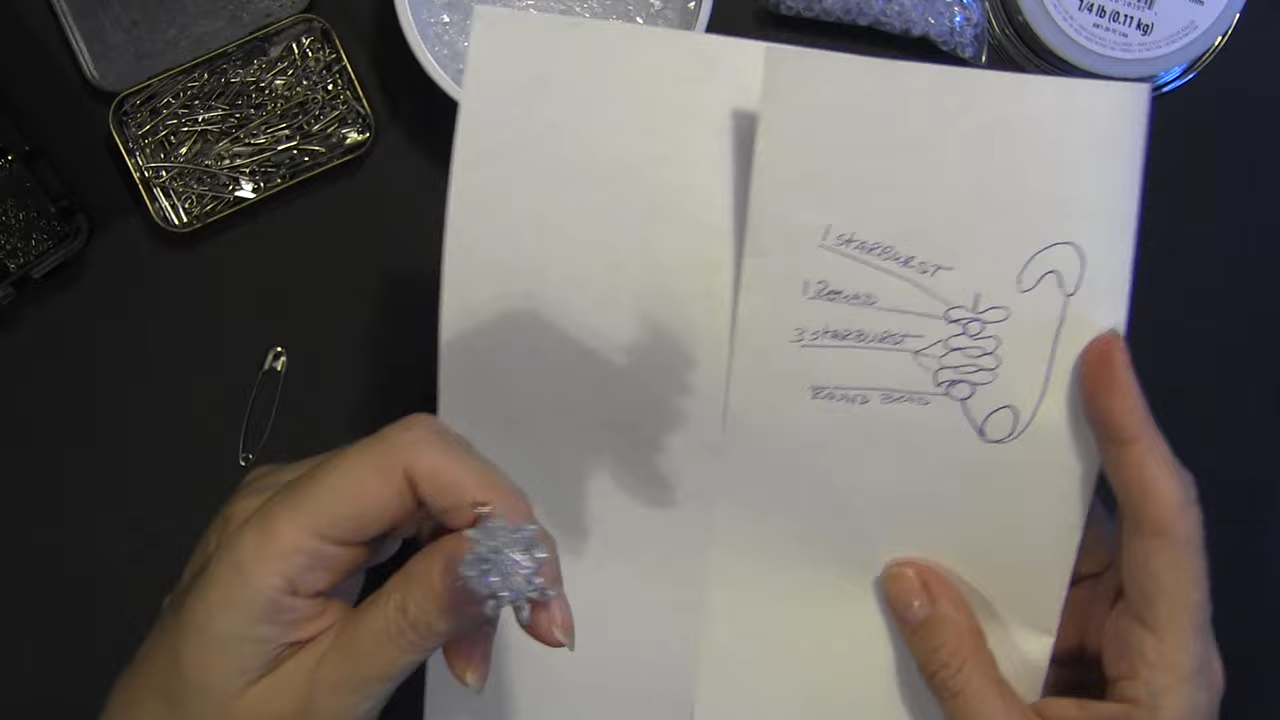 1/4 lb (0.11 kg)
1 STARBURST
1 ROUND
3 STARBURST
ROUND BEAD